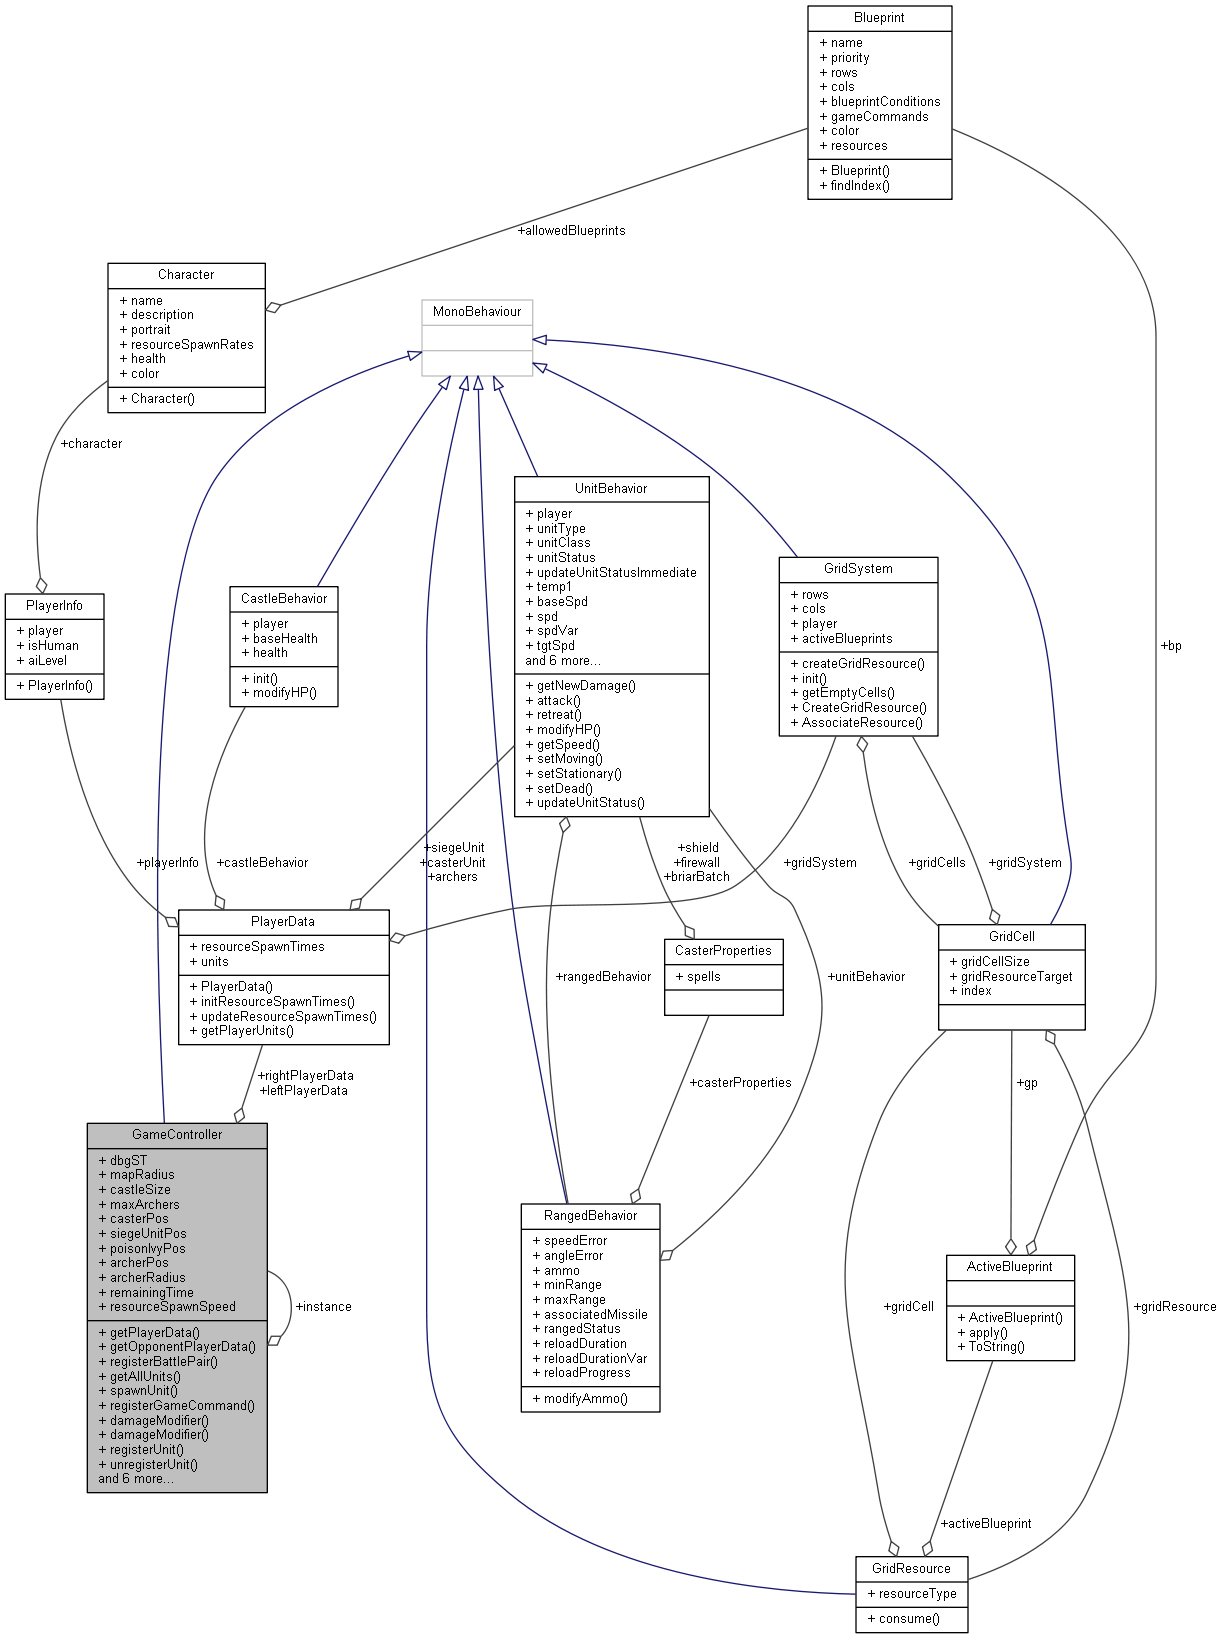 Blueprint
+ name
+ priority
+ rows
+ cols
+ blueprintConditions
+ gameCommands
+ color
+ resources
+ Blueprint()
+ findIndex()
+allowedBlueprints
Character
+ name
+ description
+ portrait
+ resourceSpawnRates
+ health
+ color
+ Character()
MonoBehaviour
+character
UnitBehavior
+ player
+ unitType
+ unitClass
+ unitStatus
+ updateUnitStatusImmediate
+ temp1
+ baseSpd
+ spd
+ spdVar
+ tgtSpd
and 6 more...
+ getNewDamage()
+ attack()
+ retreat()
+ modifyHP()
+ getSpeed()
+ setMoving()
+ setStationary()
+ setDead()
+ updateUnitStatus()
GridSystem
+ rows
+ cols
+ player
+ activeBlueprints
+ createGridResource()
+ init()
+ getEmptyCells()
+ CreateGridResource()
+ AssociateResource()
CastleBehavior
+ player
+ baseHealth
+ health
+ init()
+ modifyHP()
PlayerInfo
+ player
+ isHuman
+ aiLevel
+ PlayerInfo()
+bp
+playerInfo
+castleBehavior
+siegeUnit
+casterUnit
+archers
+shield
+firewall
+briarBatch
+gridSystem
+gridCells
+gridSystem
PlayerData
+ resourceSpawnTimes
+ units
+ PlayerData()
+ initResourceSpawnTimes()
+ updateResourceSpawnTimes()
+ getPlayerUnits()
+rangedBehavior
CasterProperties
+ spells
+unitBehavior
GridCell
+ gridCellSize
+ gridResourceTarget
+ index
+rightPlayerData
+leftPlayerData
+casterProperties
+gp
GameController
+ dbgST
+ mapRadius
+ castleSize
+ maxArchers
+ casterPos
+ siegeUnitPos
+ poisonIvyPos
+ archerPos
+ archerRadius
+ remainingTime
+ resourceSpawnSpeed
+ getPlayerData()
+ getOpponentPlayerData()
+ registerBattlePair()
+ getAllUnits()
+ spawnUnit()
+ registerGameCommand()
+ damageModifier()
+ damageModifier()
+ registerUnit()
+ unregisterUnit()
and 6 more...
+instance
RangedBehavior
+ speedError
+ angleError
+ ammo
+ minRange
+ maxRange
+ associatedMissile
+ rangedStatus
+ reloadDuration
+ reloadDurationVar
+ reloadProgress
+ modifyAmmo()
ActiveBlueprint
+ ActiveBlueprint()
+ apply()
+ ToString()
+gridCell
+gridResource
+activeBlueprint
GridResource
+ resourceType
+ consume()